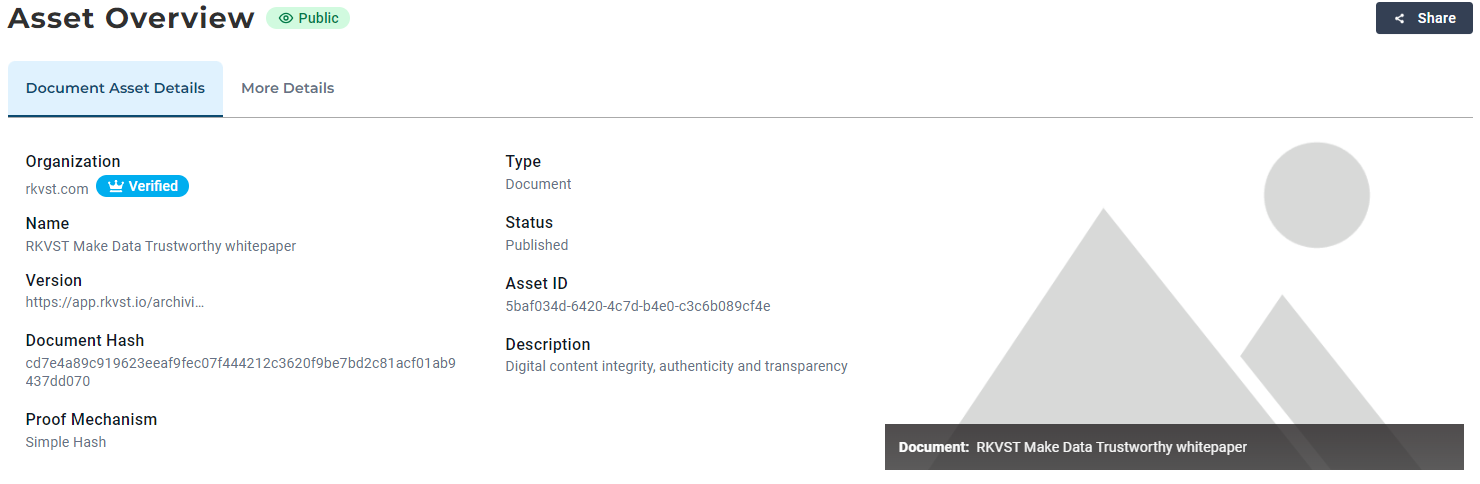 Asset Overview
Public
Share
Document Asset Details
More Details
Organization
rkvst.com
Verified
Name
RKVST Make Data Trustworthy whitepaper
Version
https://app.rkvst.io/archivi...
Document Hash
cd7e4a89c919623eeaf9fec07f444212c3620f9be7bd2c81acf01ab9
437dd070
Proof Mechanism
Simple Hash
Type
Document
Status
Published
Asset ID
5baf034d-6420-4c7d-b4e0-c3c6b089cf4e
Description
Digital content integrity, authenticity and transparency
Document: RKVST Make Data Trustworthy whitepaper